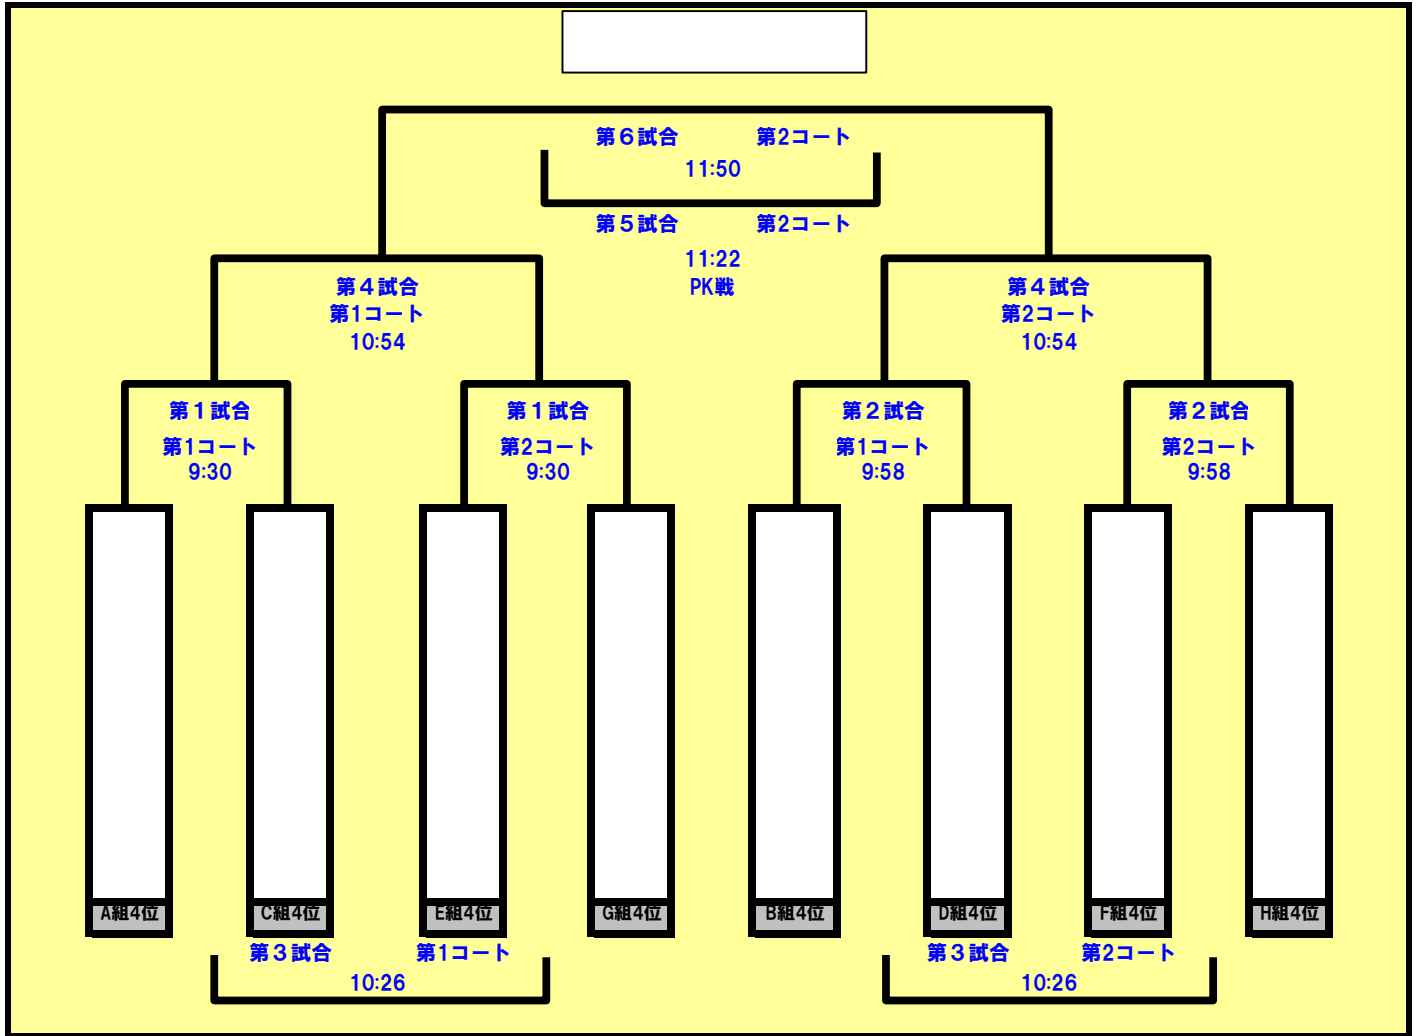 第６試合 第2コート
11:50
第５試合 第2コート
11:22
PK戦
第４試合
第1コート
10:54
第４試合
第2コート
10:54
第１試合
第1コート
9:30
第１試合
第2コート
9:30
第２試合
第1コート
9:58
第２試合
第2コート
9:58
A組4位
C組4位
E組4位
G組4位
B組4位
D組4位
F組4位
H組4位
第３試合 第1コート
10:26
第３試合 第2コート
10:26